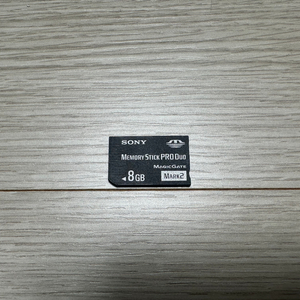 SONY
MEMORY STICK PRO DUO
MAGICGATE
◄8GB MARK2